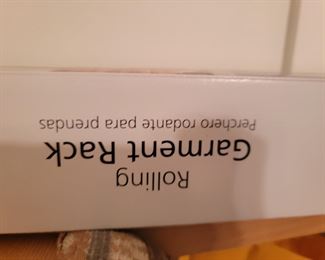 Rolling
Garment Rack
Perchero rodante para prendas